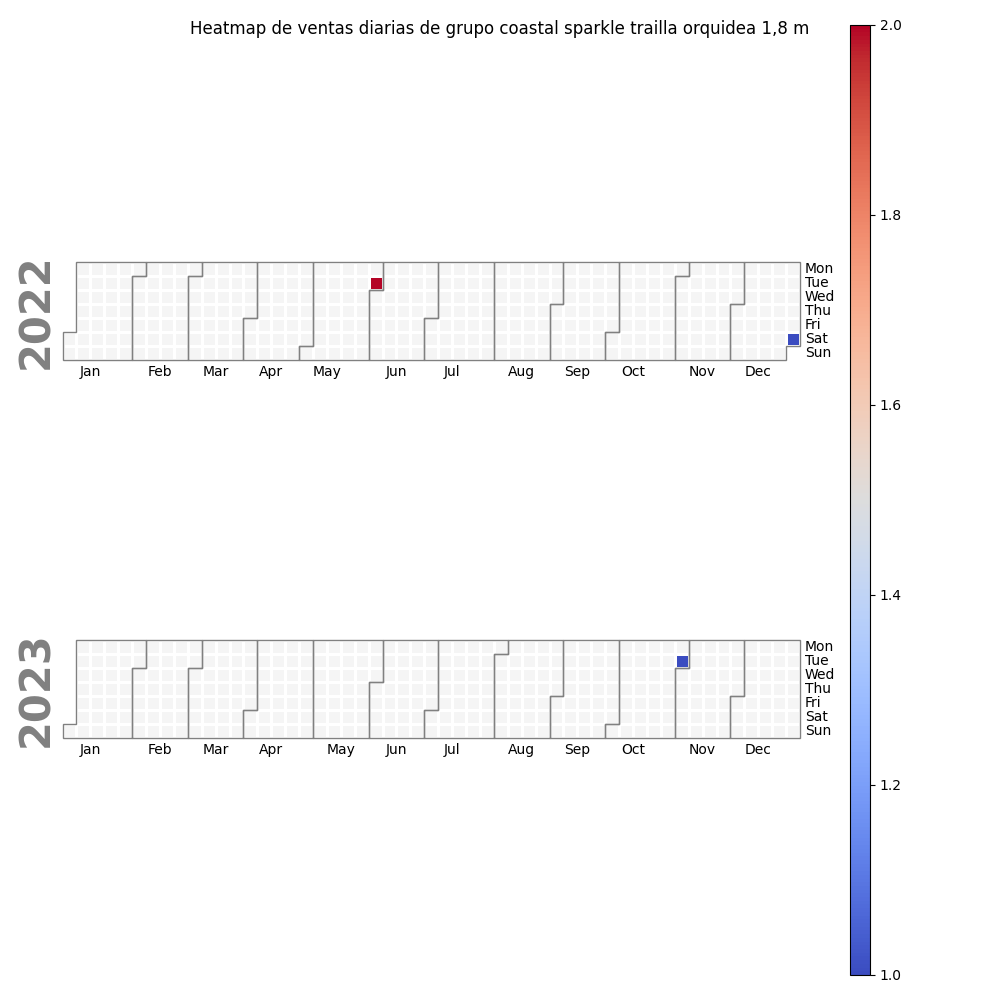 Heatmap de ventas diarias de grupo coastal sparkle trailla orquidea 1,8 m
2022
Mon
Tue
Wed
Thu
Fri
Sat
Sun
Jan Feb Mar Apr May Jun Jul Aug Sep Oct Nov Dec
2023
Mon
Tue
Wed
Thu
Fri
Sat
Sun
Jan Feb Mar Apr May Jun Jul Aug Sep Oct Nov Dec
2.0
1.8
1.6
1.4
1.2
1.0